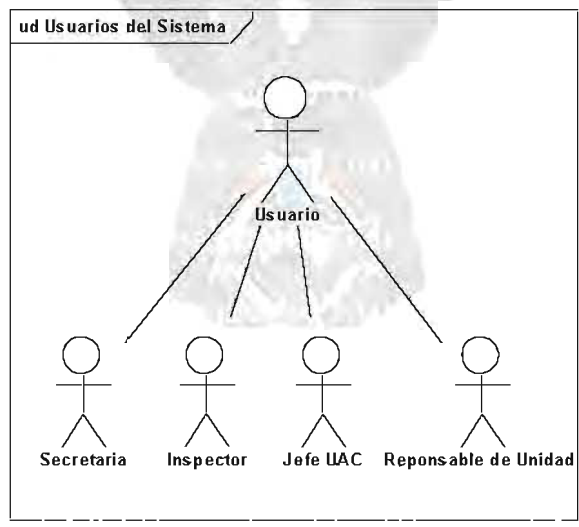 ud Usuarios del Sistema
Usuario
Secretaria
Inspector
Jefe UAC
Reponsable de Unidad